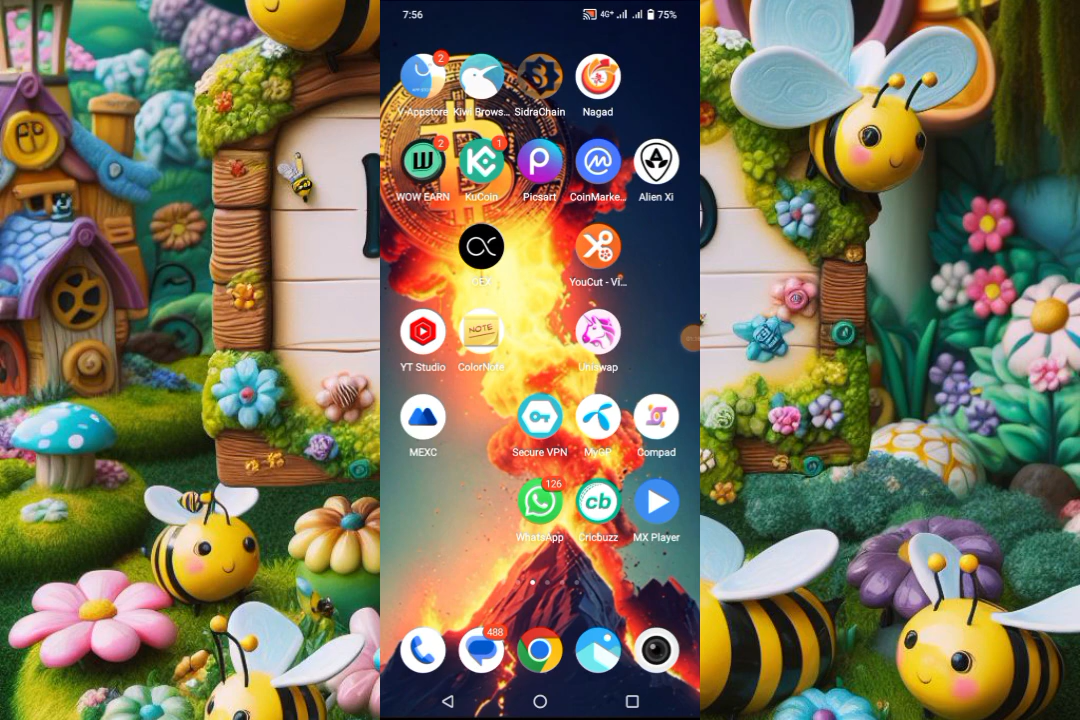 7:56
4G+
75%
2
V-Appstore
Kiwi Brows...
SidraChain
Nagad
2
1
WOW EARN
KuCoin
Picsart
CoinMarke...
Alien Xi
YouCut - Vi...
NOTE
YT Studio
ColorNote
Uniswap
MEXC
Secure VPN
MyGP
Compad
126
cb
WhatsApp
Cricbuzz
MX Player
488